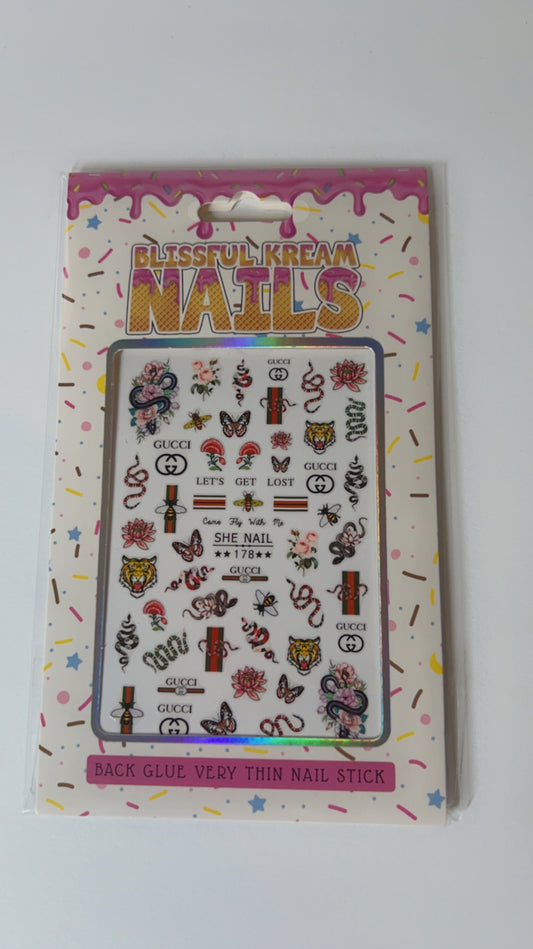 BLISSFUL KREAM
NAILS
GUCCI
GUCCI
GUCCI
LET'S GET LOST
Come Fly With Me
SHE NAIL
★★178★★
GUCCI
GUCCI
GUCCI
GUCCI
BACK GLUE VERY THIN NAIL STICK